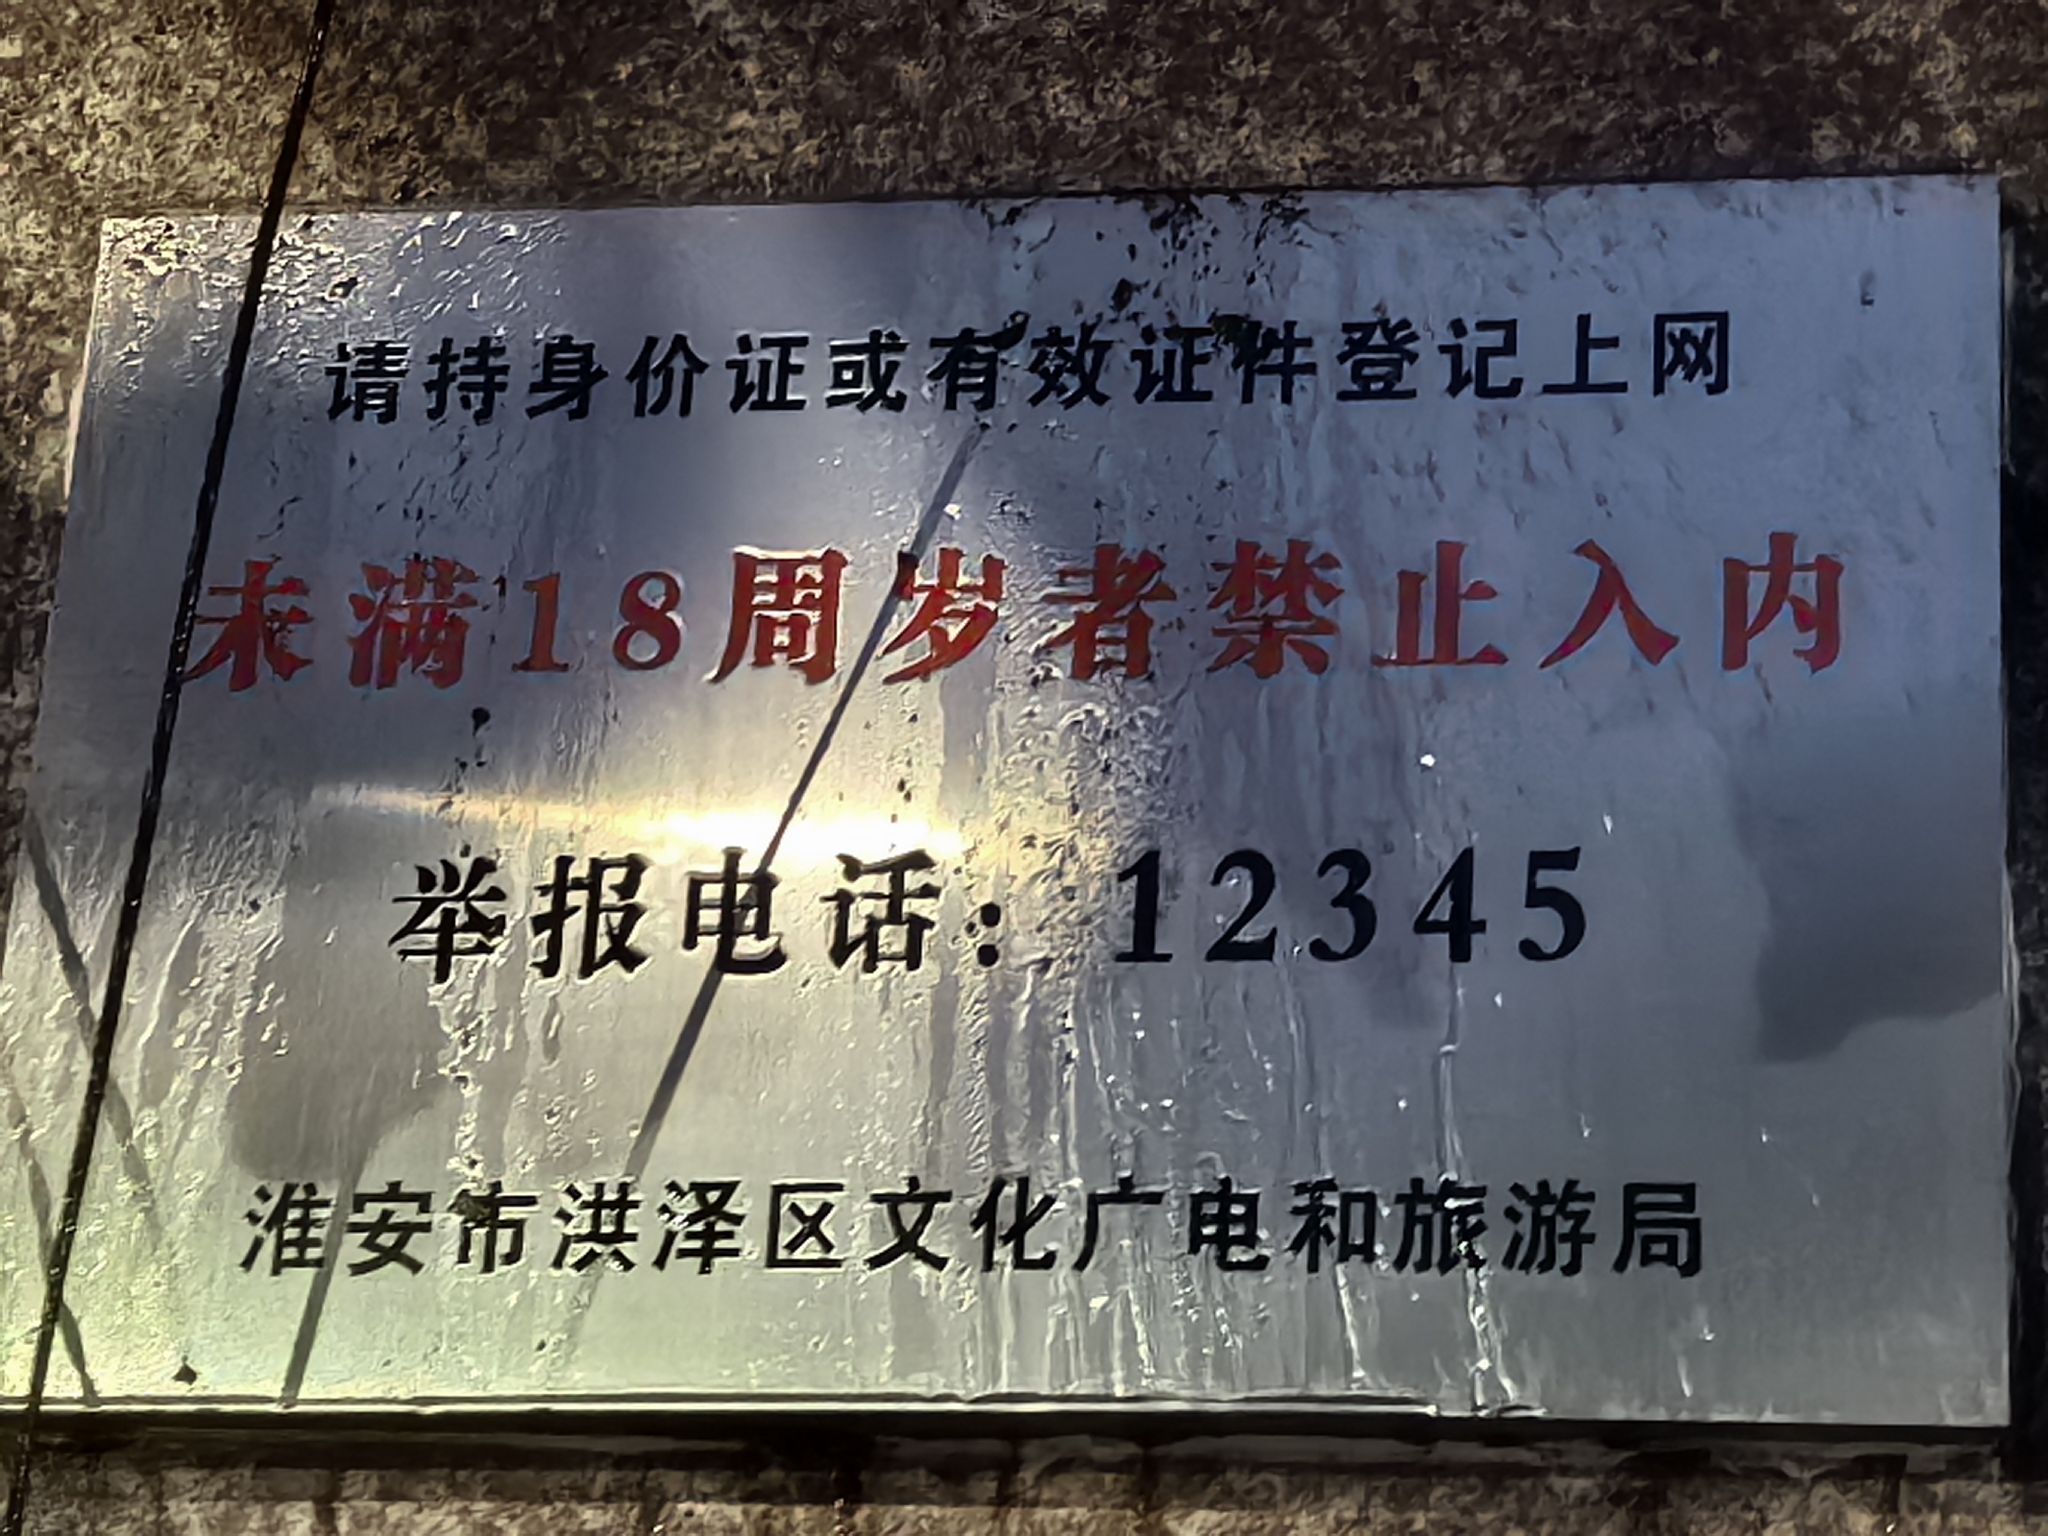 请持身价证或有效证件登记上网
未满18周岁者禁止入内
举报电话：12345
淮安市洪泽区文化广电和旅游局